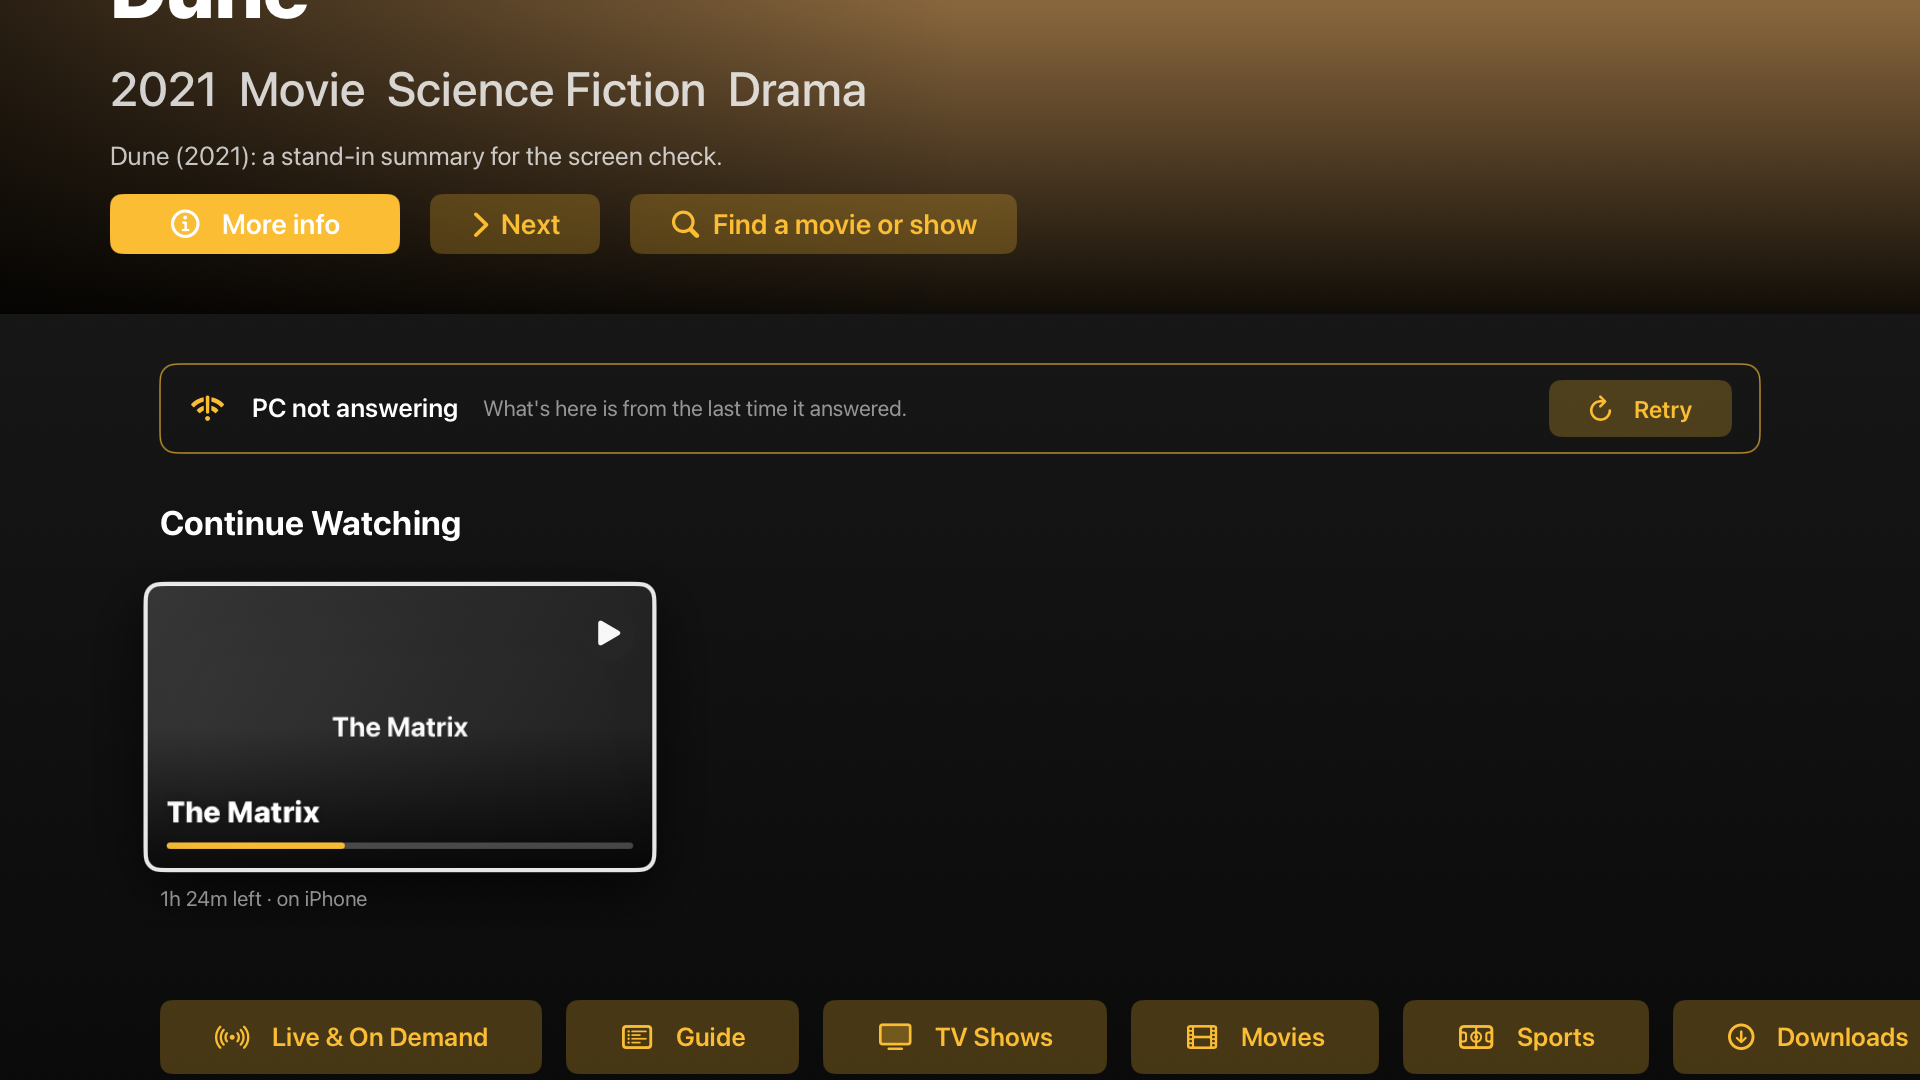 Dune
2021 Movie Science Fiction Drama
Dune (2021): a stand-in summary for the screen check.
More info
Next
Find a movie or show
PC not answering
What's here is from the last time it answered.
Retry
Continue Watching
The Matrix
The Matrix
1h 24m left · on iPhone
Live & On Demand
Guide
TV Shows
Movies
Sports
Downloads